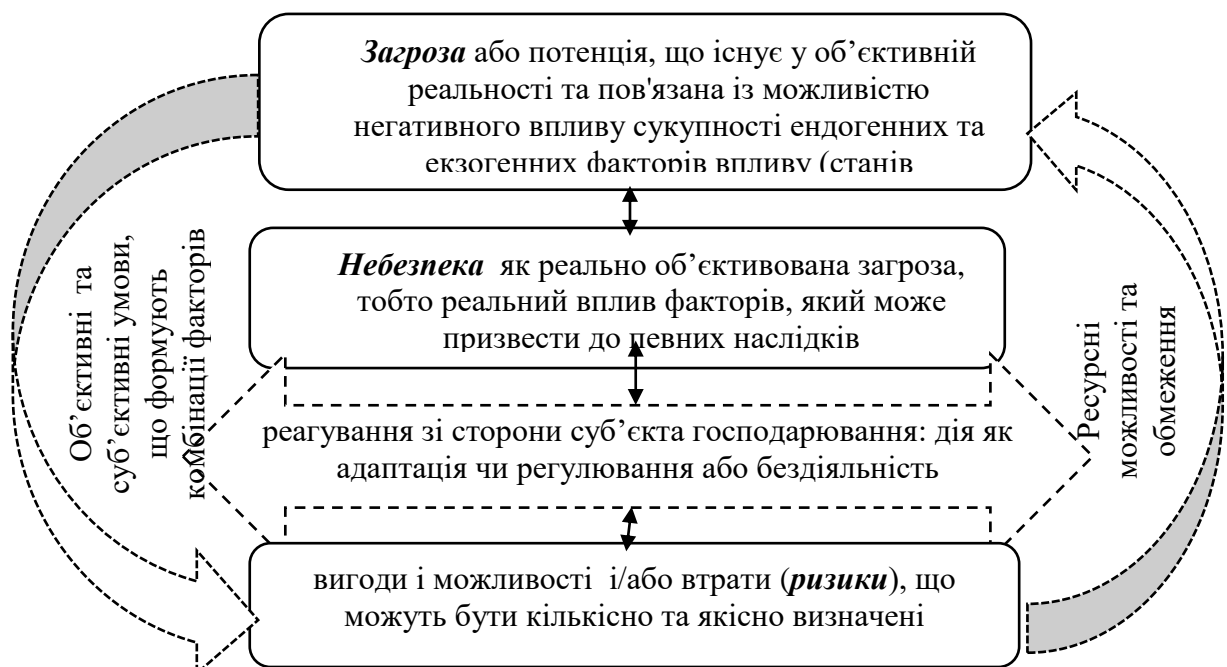 Загроза або потенція, що існує у об’єктивній
реальності та пов'язана із можливістю
негативного впливу сукупності ендогенних та
екзогенних факторів впливу (станів
Небезпека як реально об’єктивована загроза,
тобто реальний вплив факторів, який може
призвести до певних наслідків
Об’єктивні та
суб’єктивні умови,
що формують
комбінації факторів
реагування зі сторони суб’єкта господарювання: дія як
адаптація чи регулювання або бездіяльність
Ресурсні
можливості та
обмеження
вигоди і можливості і/або втрати (ризики), що
можуть бути кількісно та якісно визначені